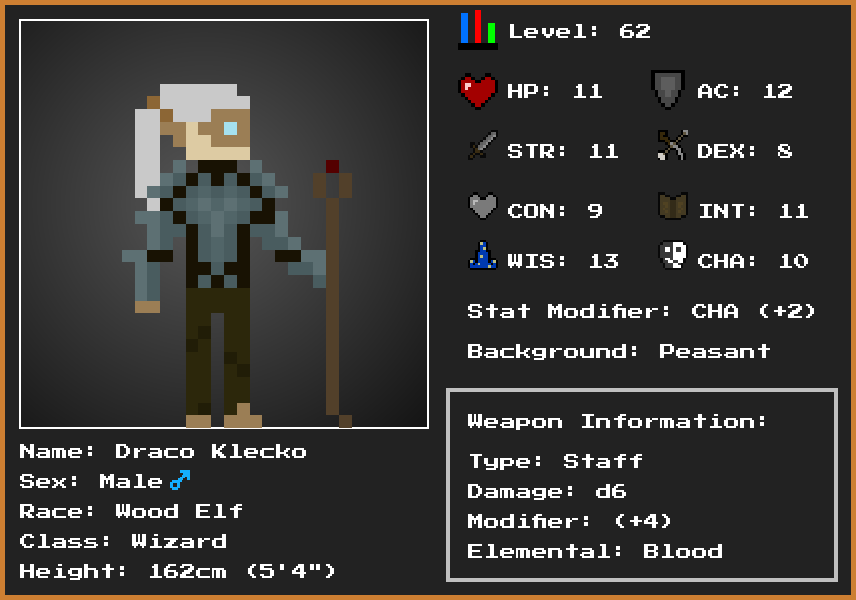 Level: 62
HP: 11
AC: 12
STR: 11
DEX: 8
CON: 9
INT: 11
WIS: 13
CHA: 10
Stat Modifier: CHA (+2)
Background: Peasant
Weapon Information:
Type: Staff
Damage: d6
Modifier: (+4)
Elemental: Blood
Name: Draco Klecko
Sex: Male♂
Race: Wood Elf
Class: Wizard
Height: 162cm (5'4")